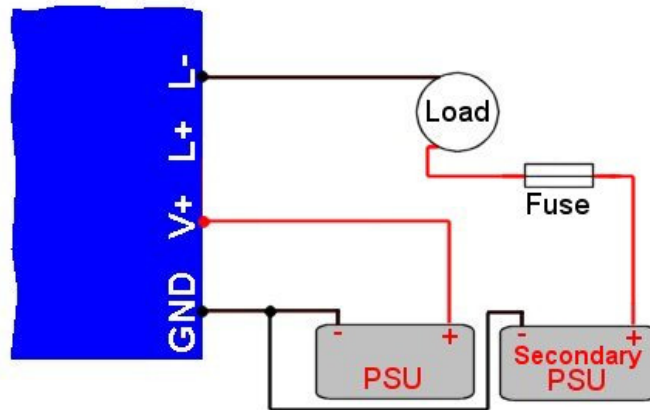 L-
L+
V+
GND
Load
Fuse
- +
PSU
- +
Secondary
PSU